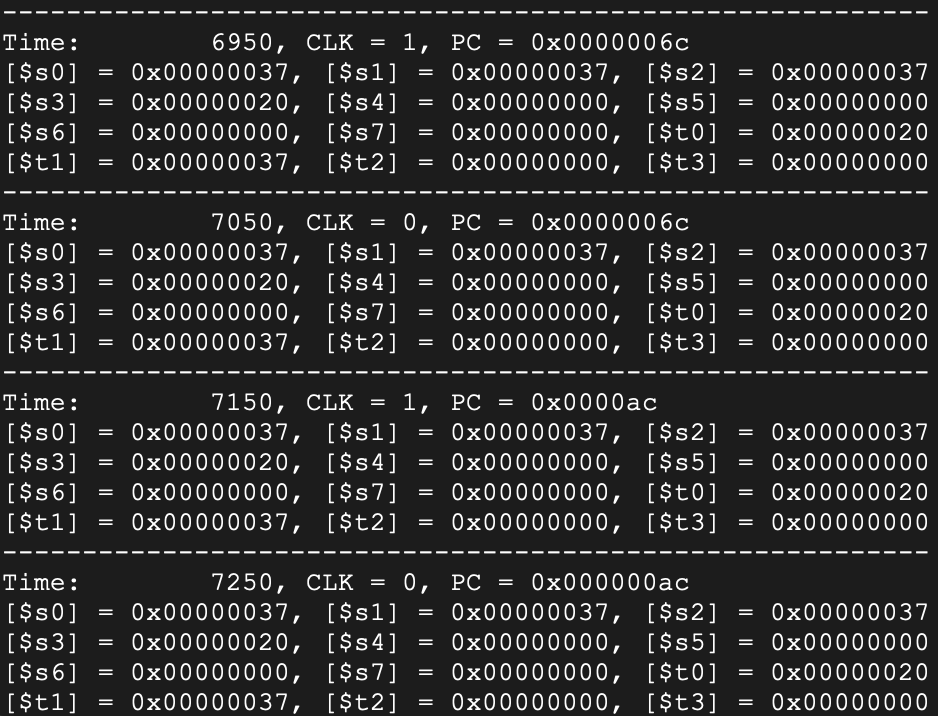 ----------------------------------------------------------
Time:        6950, CLK = 1, PC = 0x0000006c
[$s0] = 0x00000037, [$s1] = 0x00000037, [$s2] = 0x00000037
[$s3] = 0x00000020, [$s4] = 0x00000000, [$s5] = 0x00000000
[$s6] = 0x00000000, [$s7] = 0x00000000, [$t0] = 0x00000020
[$t1] = 0x00000037, [$t2] = 0x00000000, [$t3] = 0x00000000
----------------------------------------------------------
Time:        7050, CLK = 0, PC = 0x0000006c
[$s0] = 0x00000037, [$s1] = 0x00000037, [$s2] = 0x00000037
[$s3] = 0x00000020, [$s4] = 0x00000000, [$s5] = 0x00000000
[$s6] = 0x00000000, [$s7] = 0x00000000, [$t0] = 0x00000020
[$t1] = 0x00000037, [$t2] = 0x00000000, [$t3] = 0x00000000
----------------------------------------------------------
Time:        7150, CLK = 1, PC = 0x0000ac
[$s0] = 0x00000037, [$s1] = 0x00000037, [$s2] = 0x00000037
[$s3] = 0x00000020, [$s4] = 0x00000000, [$s5] = 0x00000000
[$s6] = 0x00000000, [$s7] = 0x00000000, [$t0] = 0x00000020
[$t1] = 0x00000037, [$t2] = 0x00000000, [$t3] = 0x00000000
----------------------------------------------------------
Time:        7250, CLK = 0, PC = 0x000000ac
[$s0] = 0x00000037, [$s1] = 0x00000037, [$s2] = 0x00000037
[$s3] = 0x00000020, [$s4] = 0x00000000, [$s5] = 0x00000000
[$s6] = 0x00000000, [$s7] = 0x00000000, [$t0] = 0x00000020
[$t1] = 0x00000037, [$t2] = 0x00000000, [$t3] = 0x00000000